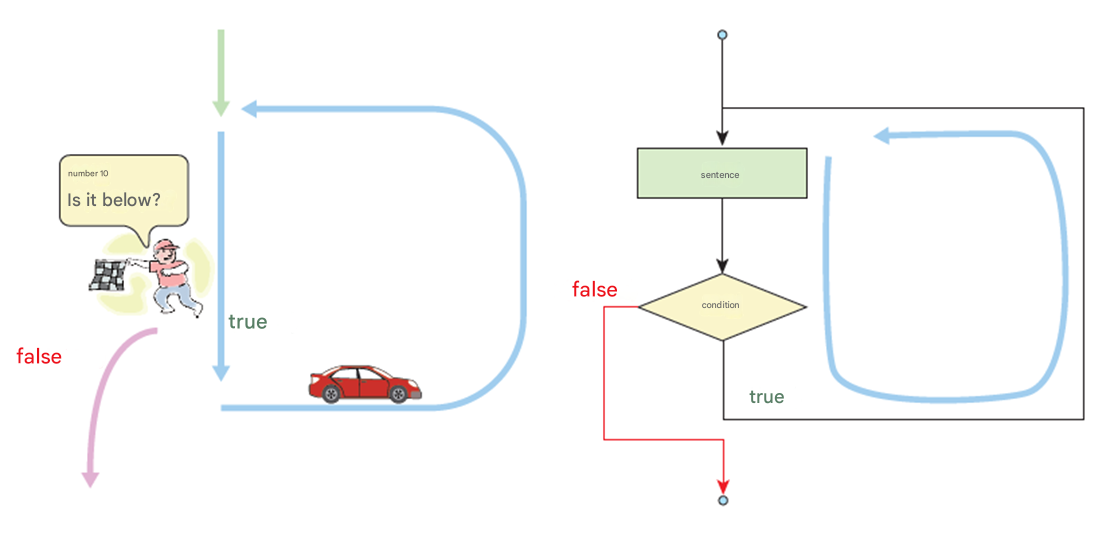 number 10
Is it below?
true
false
sentence
condition
false
true